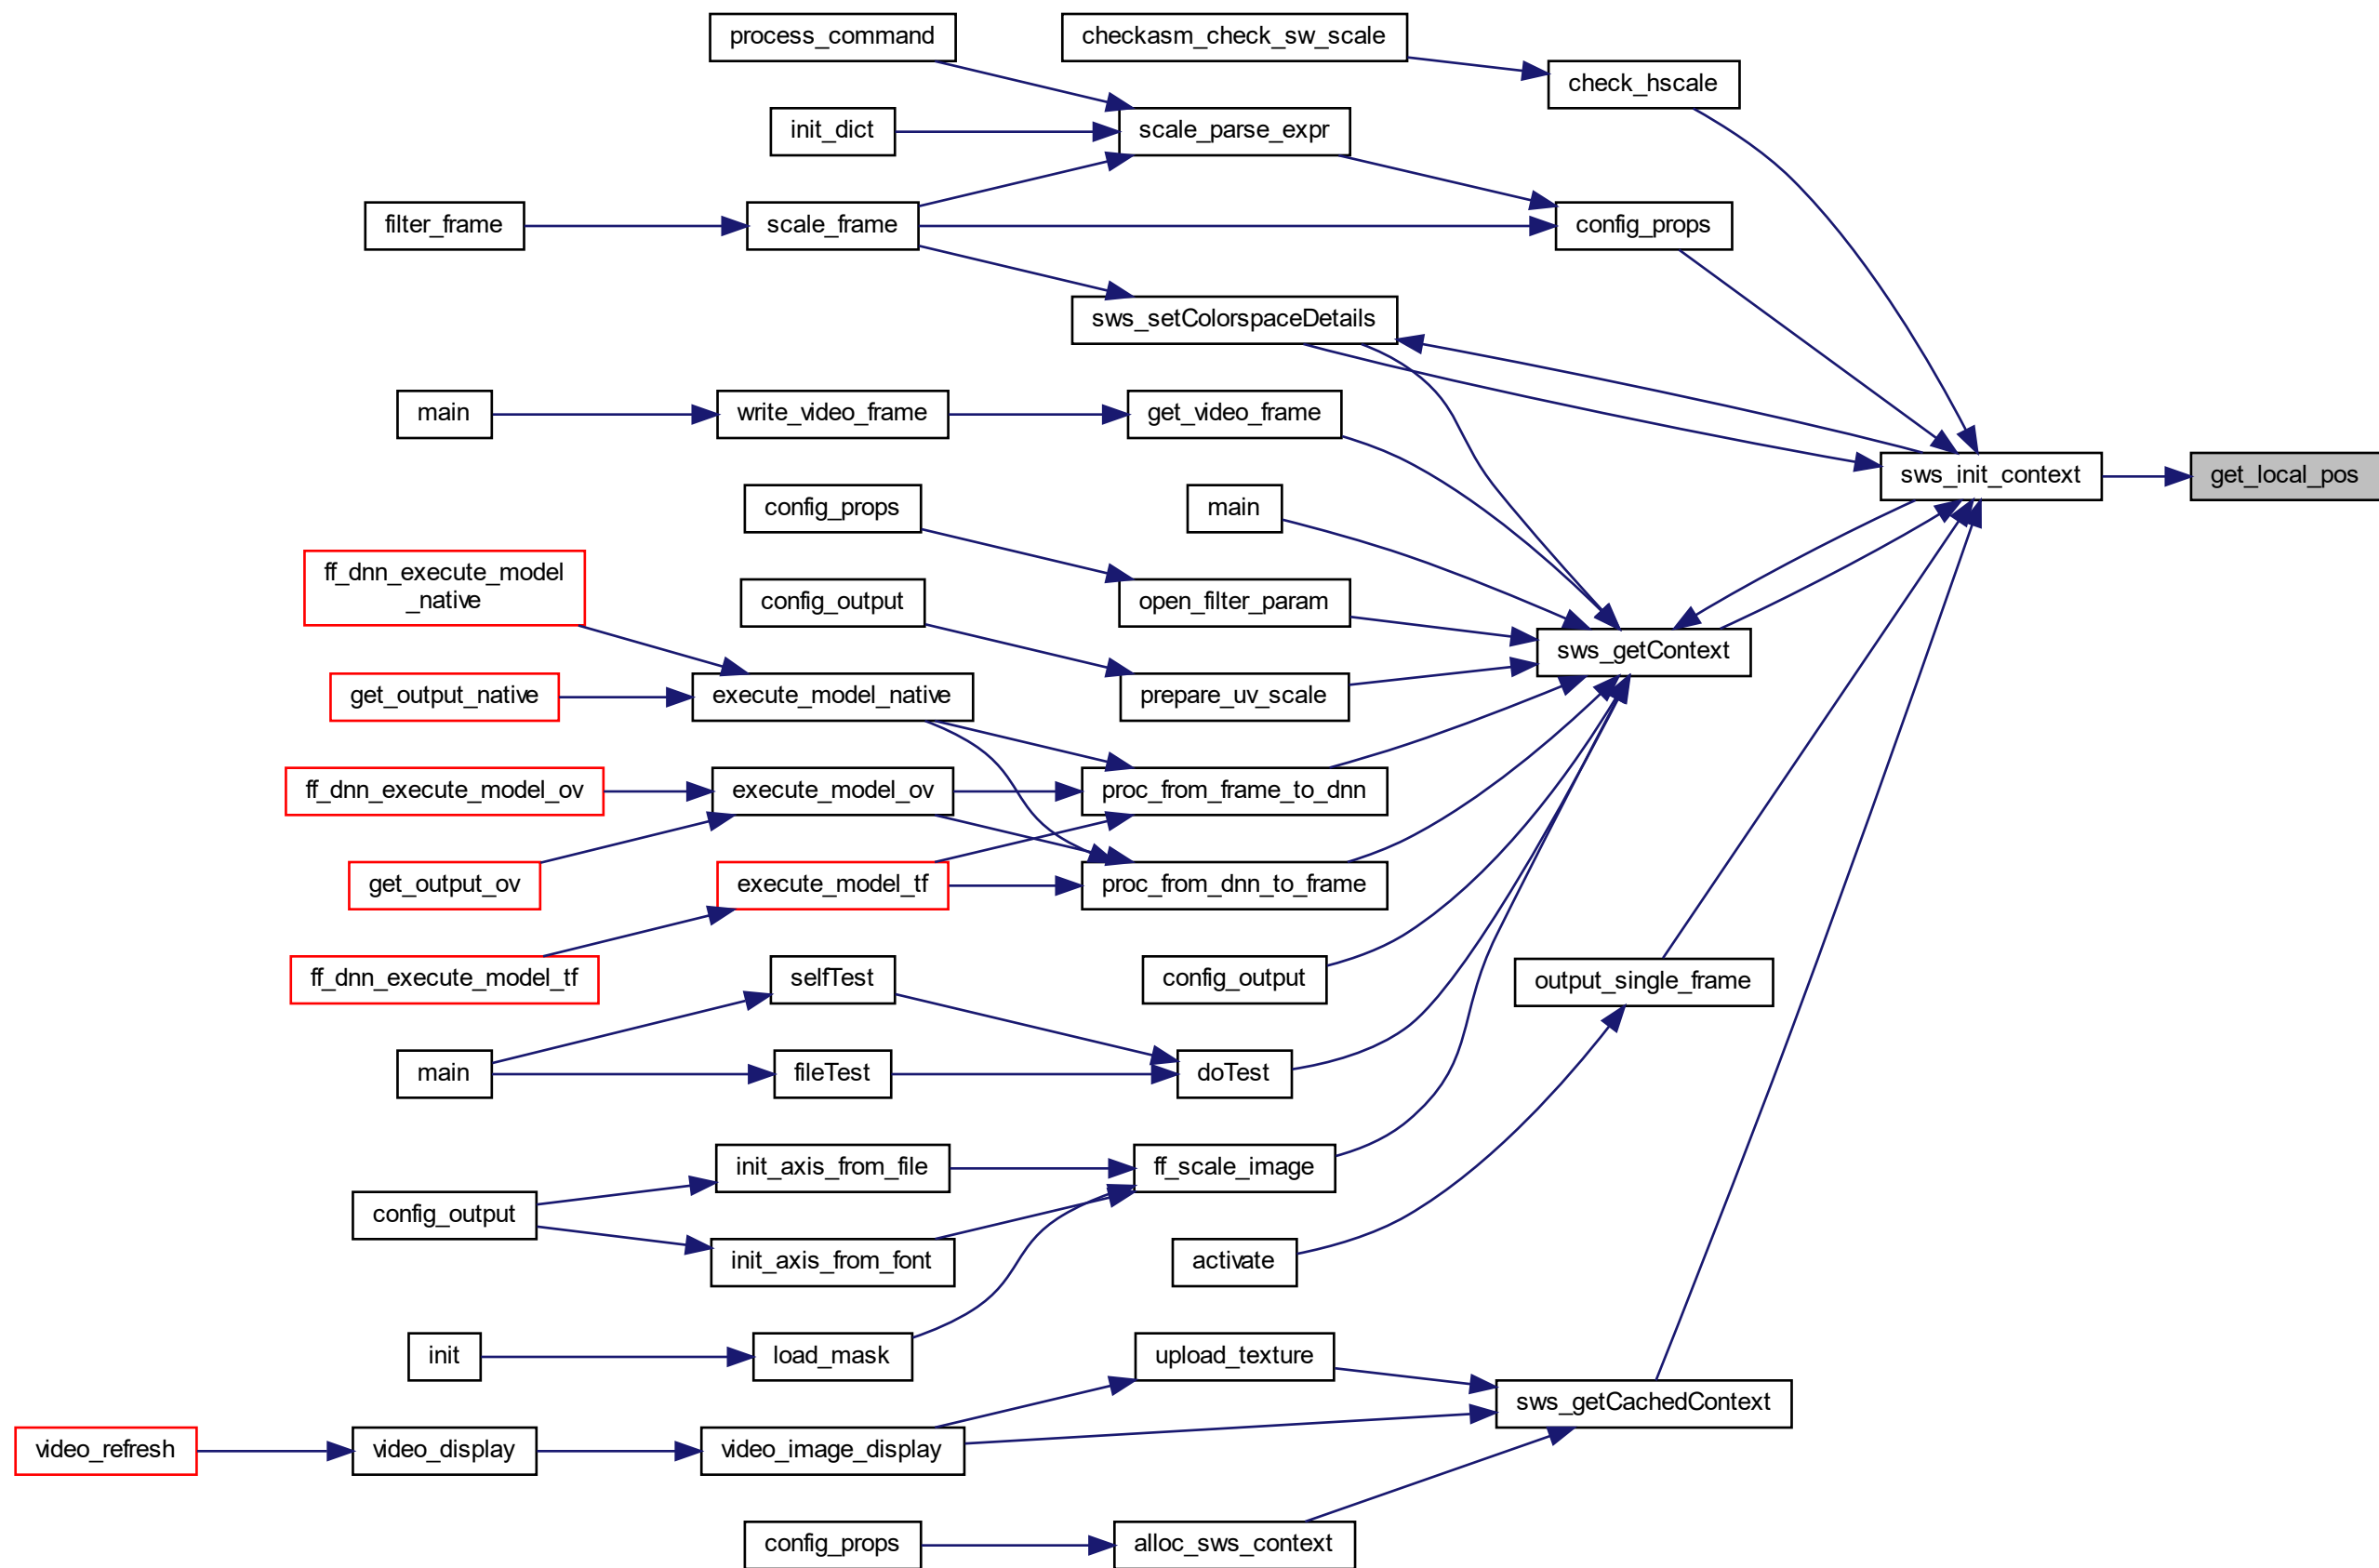 process_command
checkasm_check_sw_scale
check_hscale
init_dict
scale_parse_expr
filter_frame
scale_frame
config_props
sws_setColorspaceDetails
main
write_video_frame
get_video_frame
sws_init_context
get_local_pos
config_props
main
ff_dnn_execute_model
_native
config_output
open_filter_param
sws_getContext
get_output_native
execute_model_native
prepare_uv_scale
ff_dnn_execute_model_ov
execute_model_ov
proc_from_frame_to_dnn
get_output_ov
execute_model_tf
proc_from_dnn_to_frame
ff_dnn_execute_model_tf
selfTest
config_output
output_single_frame
main
fileTest
doTest
init_axis_from_file
ff_scale_image
config_output
init_axis_from_font
activate
init
load_mask
upload_texture
sws_getCachedContext
video_refresh
video_display
video_image_display
config_props
alloc_sws_context